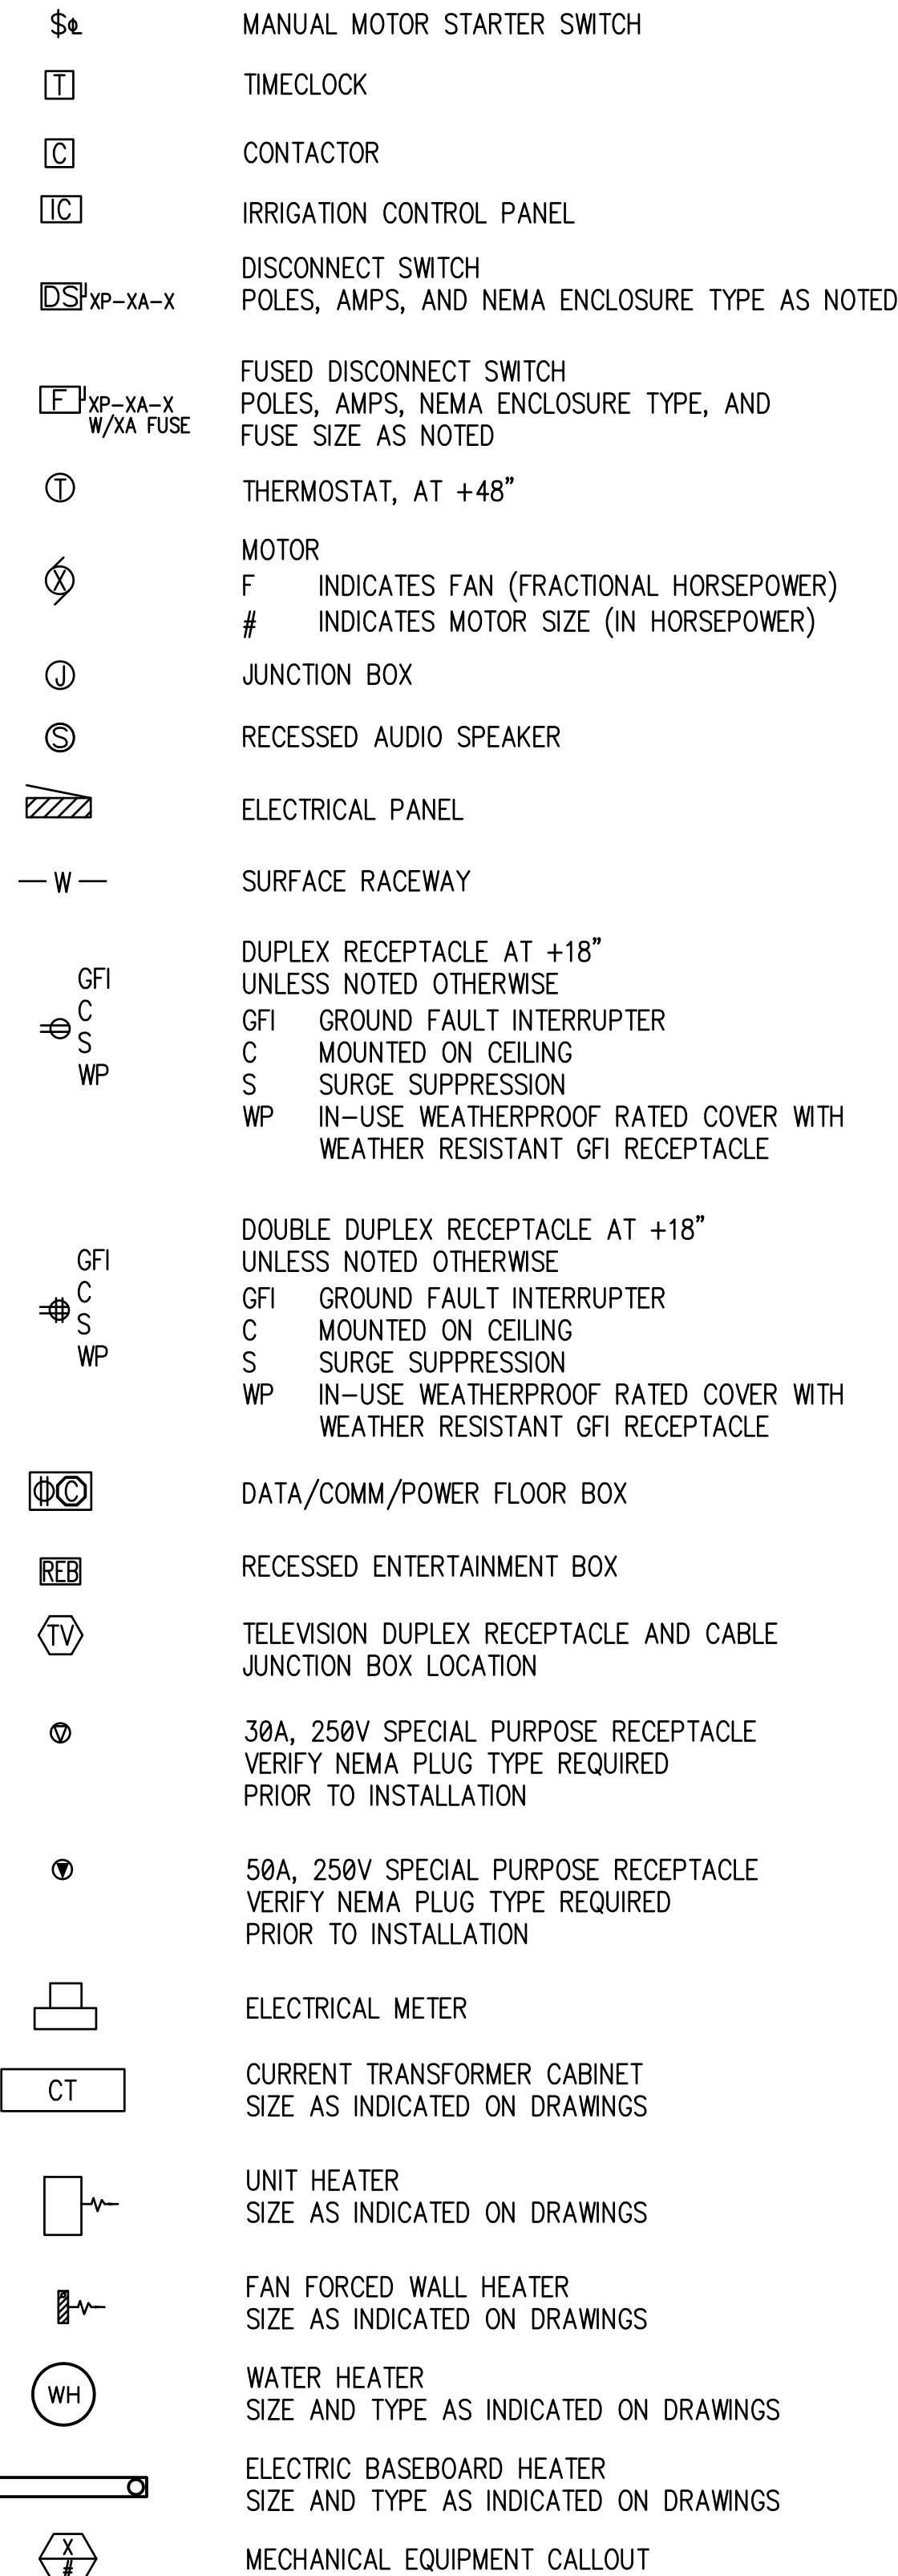 $ MANUAL MOTOR STARTER SWITCH
T TIMECLOCK
C CONTACTOR
IC IRRIGATION CONTROL PANEL
DISCONNECT SWITCH
DS XP-XA-X POLES, AMPS, AND NEMA ENCLOSURE TYPE AS NOTED
FUSED DISCONNECT SWITCH
F XP-XA-X POLES, AMPS, NEMA ENCLOSURE TYPE, AND
W/XA FUSE FUSE SIZE AS NOTED
T THERMOSTAT, AT +48"
MOTOR
X F INDICATES FAN (FRACTIONAL HORSEPOWER)
# INDICATES MOTOR SIZE (IN HORSEPOWER)
J JUNCTION BOX
S RECESSED AUDIO SPEAKER
ELECTRICAL PANEL
W SURFACE RACEWAY
DUPLEX RECEPTACLE AT +18"
GFI UNLESS NOTED OTHERWISE
C GFI GROUND FAULT INTERRUPTER
S C MOUNTED ON CEILING
WP S SURGE SUPPRESSION
WP IN-USE WEATHERPROOF RATED COVER WITH
WEATHER RESISTANT GFI RECEPTACLE
DOUBLE DUPLEX RECEPTACLE AT +18"
GFI UNLESS NOTED OTHERWISE
C GFI GROUND FAULT INTERRUPTER
S C MOUNTED ON CEILING
WP S SURGE SUPPRESSION
WP IN-USE WEATHERPROOF RATED COVER WITH
WEATHER RESISTANT GFI RECEPTACLE
C DATA/COMM/POWER FLOOR BOX
REB RECESSED ENTERTAINMENT BOX
TV TELEVISION DUPLEX RECEPTACLE AND CABLE
JUNCTION BOX LOCATION
30A, 250V SPECIAL PURPOSE RECEPTACLE
VERIFY NEMA PLUG TYPE REQUIRED
PRIOR TO INSTALLATION
50A, 250V SPECIAL PURPOSE RECEPTACLE
VERIFY NEMA PLUG TYPE REQUIRED
PRIOR TO INSTALLATION
ELECTRICAL METER
CT CURRENT TRANSFORMER CABINET
SIZE AS INDICATED ON DRAWINGS
UNIT HEATER
SIZE AS INDICATED ON DRAWINGS
FAN FORCED WALL HEATER
SIZE AS INDICATED ON DRAWINGS
WH WATER HEATER
SIZE AND TYPE AS INDICATED ON DRAWINGS
ELECTRIC BASEBOARD HEATER
SIZE AND TYPE AS INDICATED ON DRAWINGS
X MECHANICAL EQUIPMENT CALLOUT
#